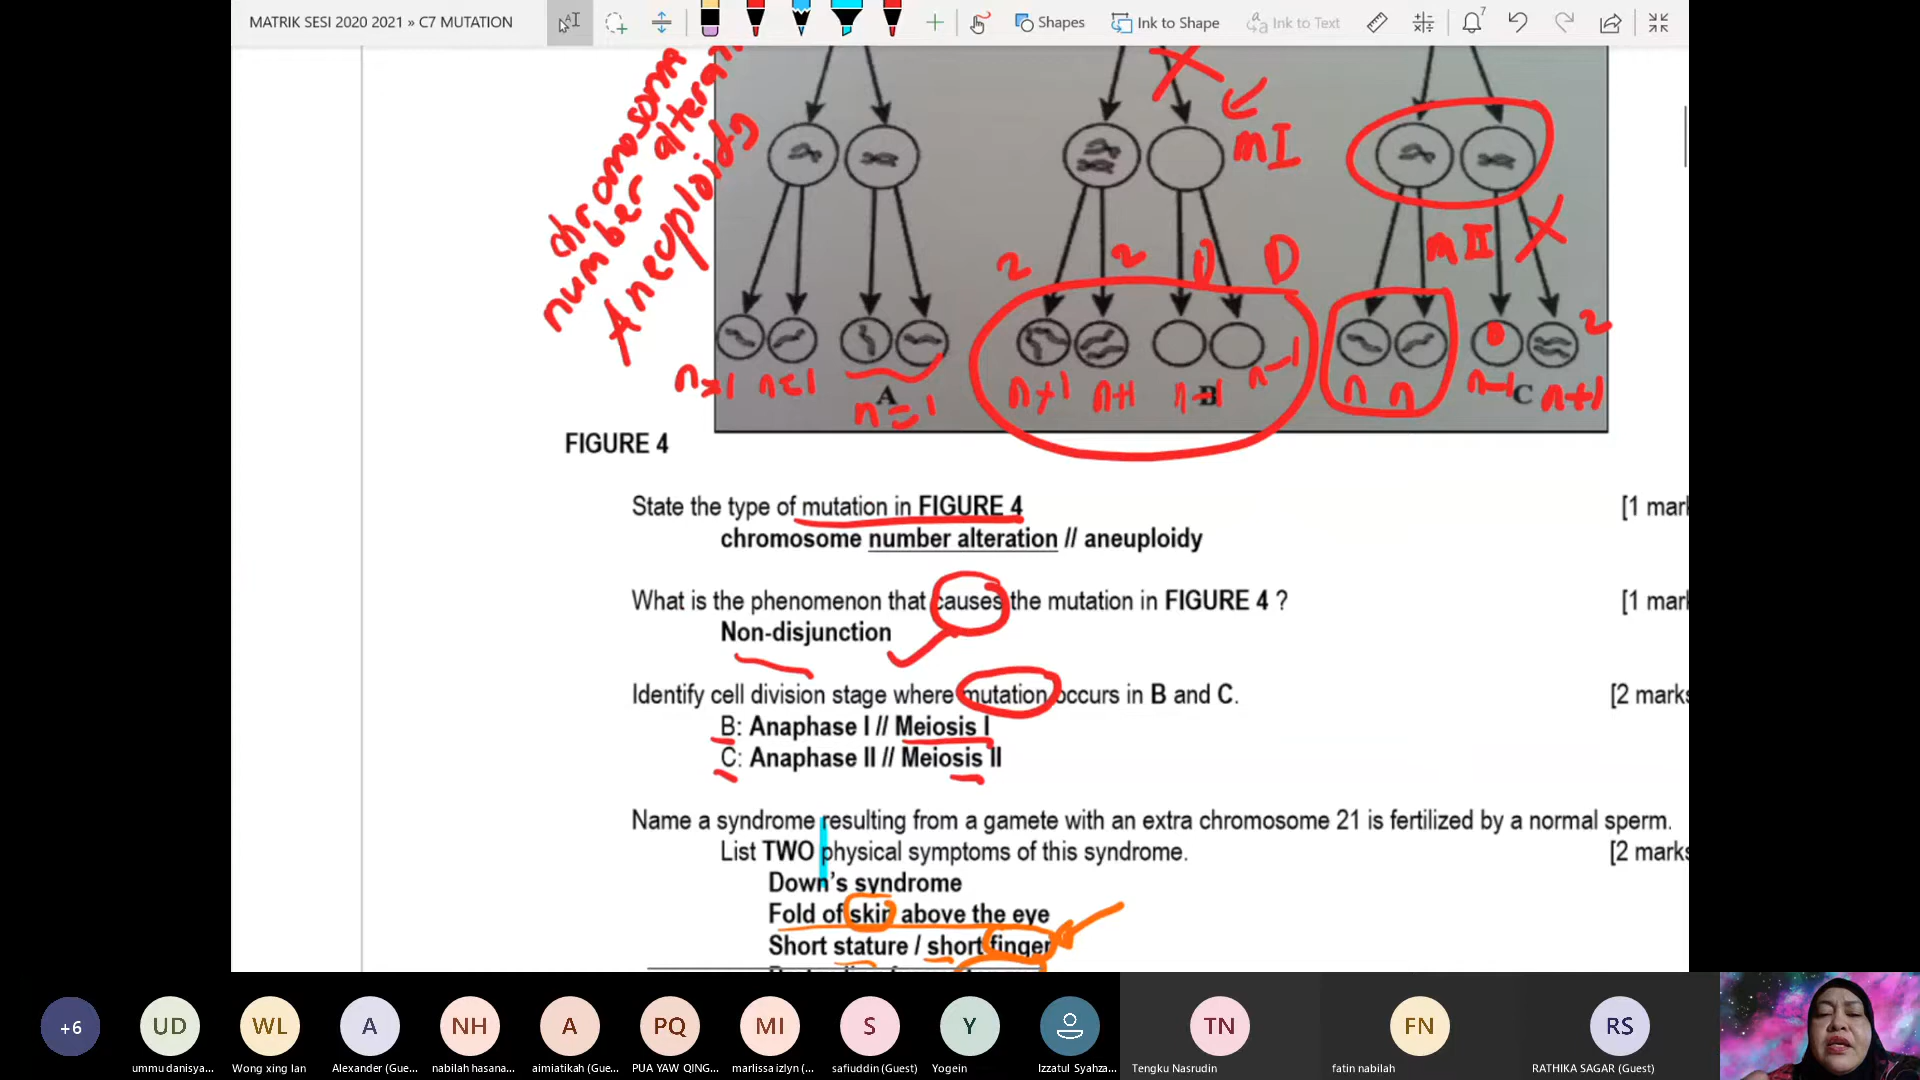 MATRIK SESI 2020 2021 » C7 MUTATION
Shapes
Ink to Shape
Ink to Text
7
chromosome
number alterat
Aneuploidy
mI
mII
2 2 0 0
2
n=1 n=1 n=1
n+1 n+1 n-1 n-1
n n n-1 n+1
A B C
FIGURE 4
State the type of mutation in FIGURE 4 [1 mark
chromosome number alteration // aneuploidy
What is the phenomenon that causes the mutation in FIGURE 4 ? [1 mark
Non-disjunction
Identify cell division stage where mutation occurs in B and C. [2 marks
B: Anaphase I // Meiosis I
C: Anaphase II // Meiosis II
Name a syndrome resulting from a gamete with an extra chromosome 21 is fertilized by a normal sperm.
List TWO physical symptoms of this syndrome. [2 marks
Down's syndrome
Fold of skin above the eye
Short stature / short finger
+6 UD WL A NH A PQ MI S Y TN FN RS
ummu danisya... Wong xing lan Alexander (Gue... nabilah hasana... aimiatikah (Gue... PUA YAW QING... marlissa izlyn (... safiuddin (Guest) Yogein Izzatul Syahza... Tengku Nasrudin fatin nabilah RATHIKA SAGAR (Guest)